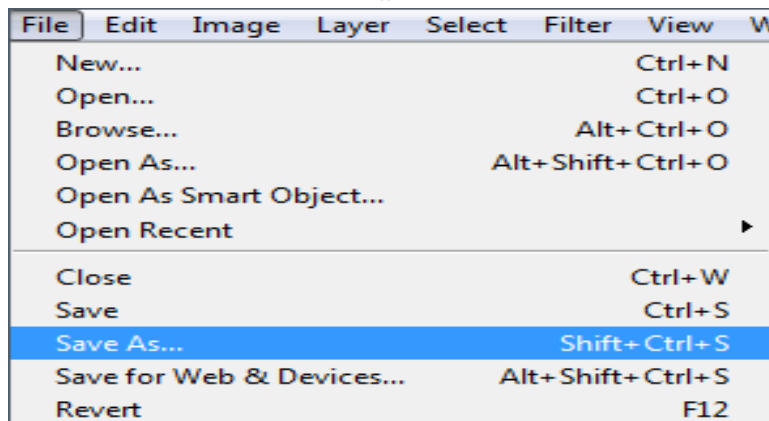 File Edit Image Layer Select Filter View
New... Ctrl+N
Open... Ctrl+O
Browse... Alt+Ctrl+O
Open As... Alt+Shift+Ctrl+O
Open As Smart Object...
Open Recent
Close Ctrl+W
Save Ctrl+S
Save As... Shift+Ctrl+S
Save for Web & Devices... Alt+Shift+Ctrl+S
Revert F12